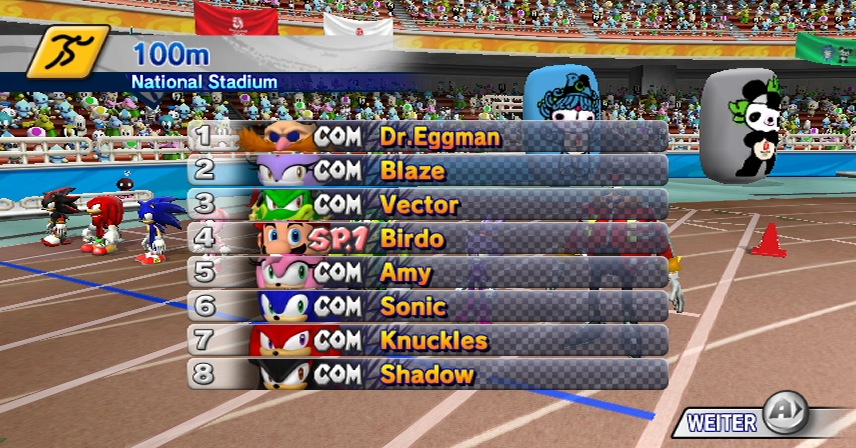 100m
National Stadium
1 COM Dr.Eggman
2 COM Blaze
3 COM Vector
4 SP.1 Birdo
5 COM Amy
6 COM Sonic
7 COM Knuckles
8 COM Shadow
WEITER A